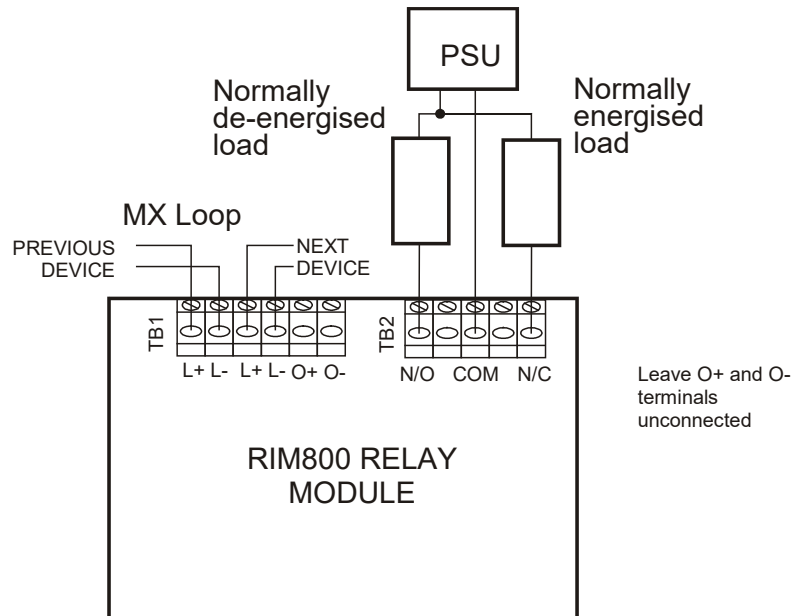 PSU
Normally
de-energised
load
Normally
energised
load
MX Loop
PREVIOUS
DEVICE
NEXT
DEVICE
TB1
TB2
L+ L- L+ L- O+ O-
N/O COM N/C
Leave O+ and O-
terminals
unconnected
RIM800 RELAY
MODULE